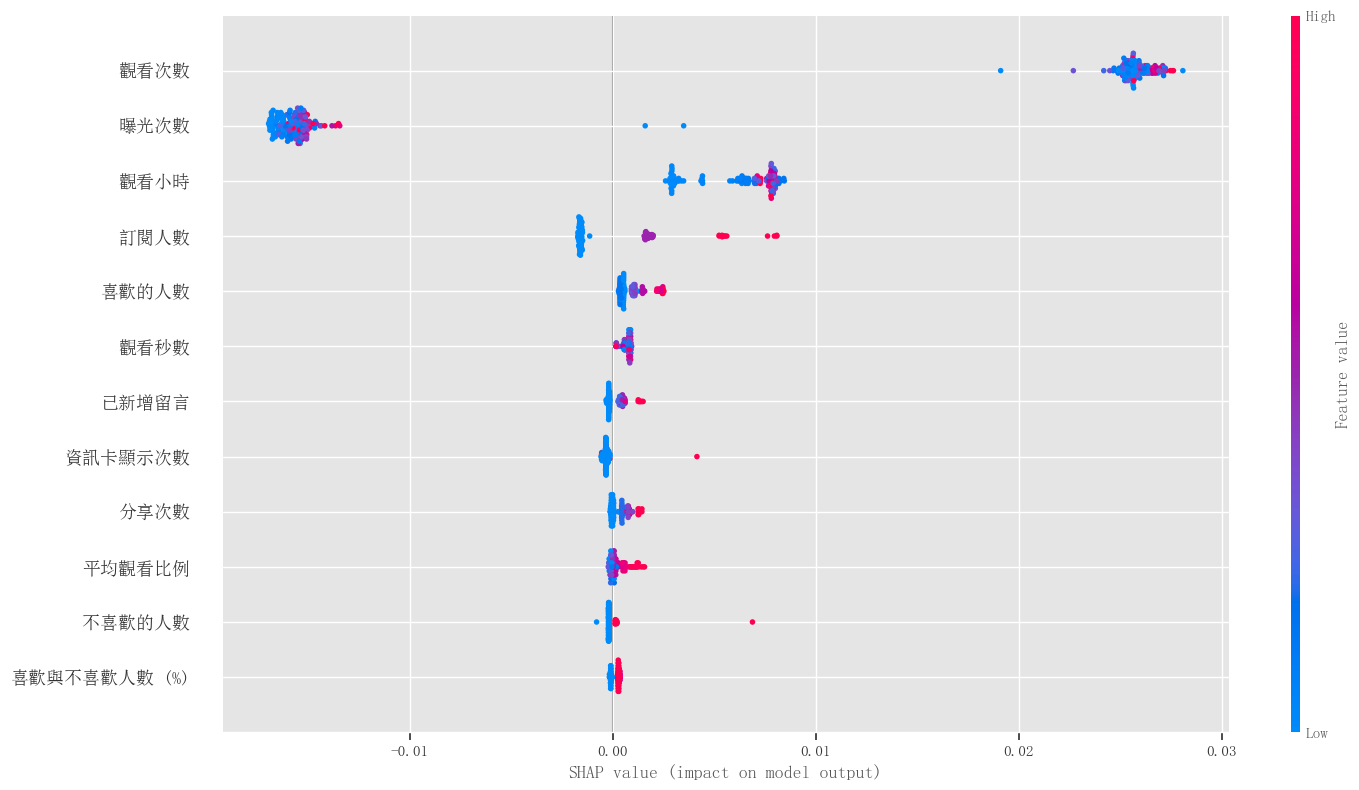 High
觀看次數
曝光次數
觀看小時
訂閱人數
喜歡的人數
觀看秒數
已新增留言
資訊卡顯示次數
分享次數
平均觀看比例
不喜歡的人數
喜歡與不喜歡人數 (%)
Feature value
Low
-0.01 0.00 0.01 0.02 0.03
SHAP value (impact on model output)